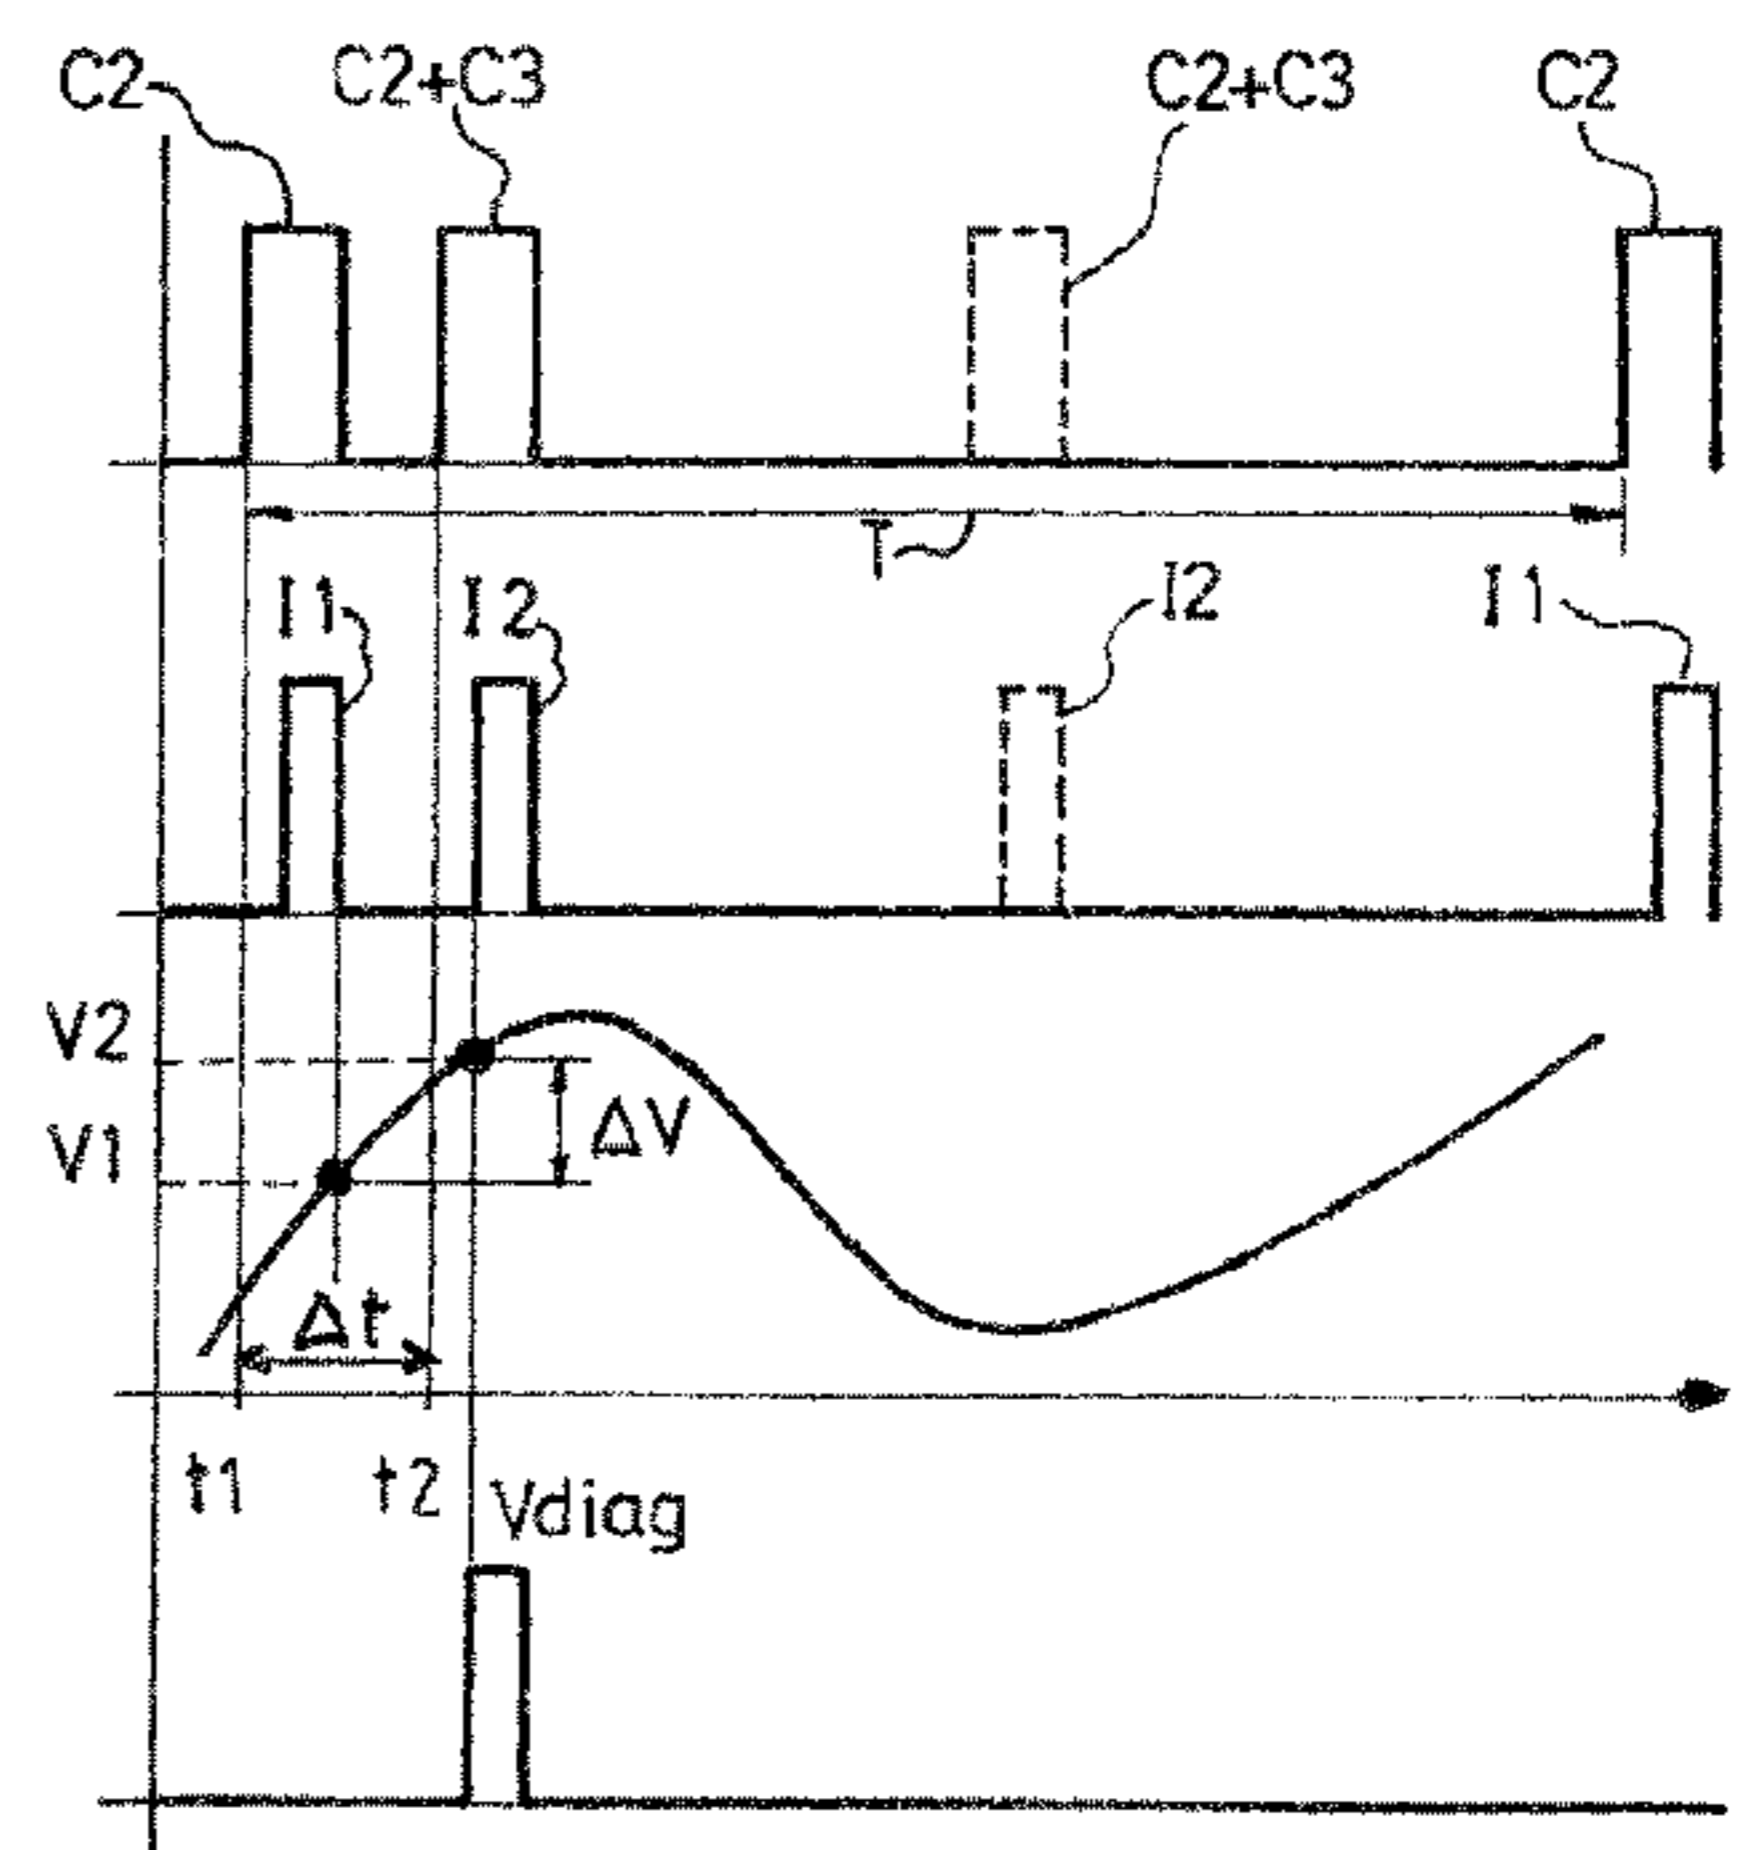 C2 C2+C3 C2+C3 C2
T
I1 I2 I2 I1
V2
ΔV
V1
Δt
t1 t2 Vdiag